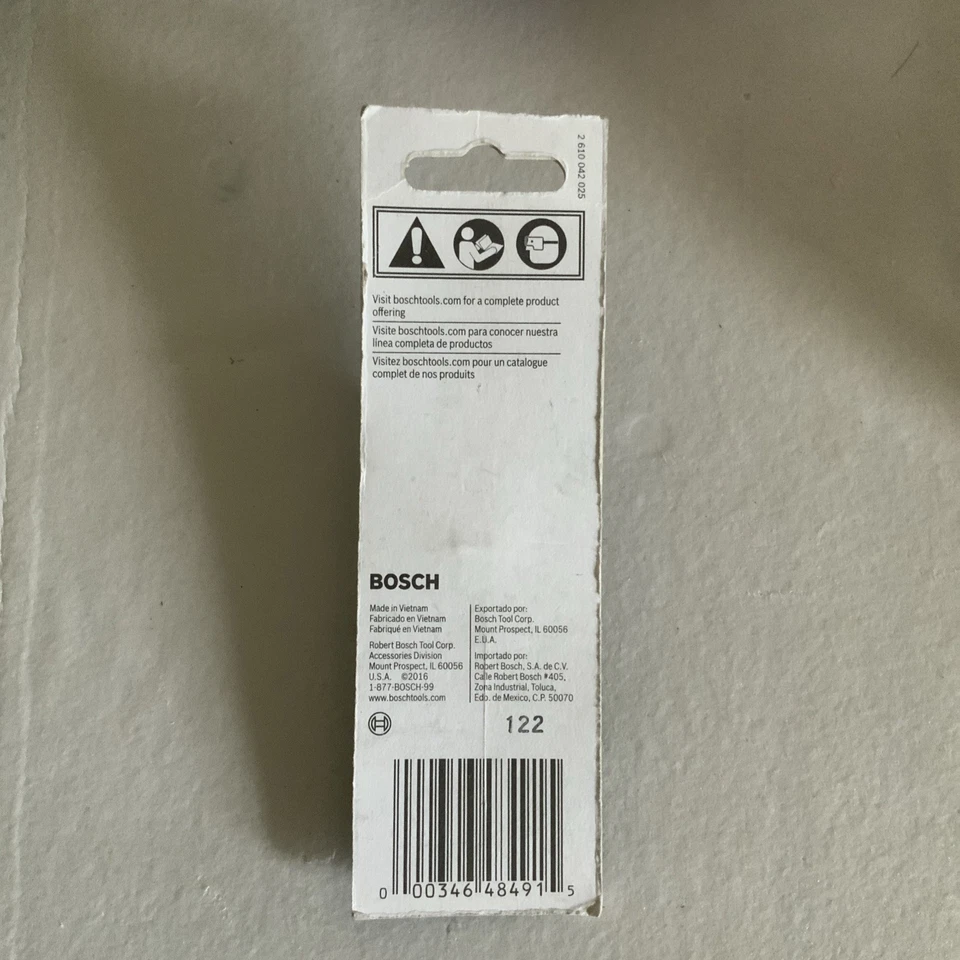 2 610 042 025
Visit boschtools.com for a complete product
offering
Visite boschtools.com para conocer nuestra
línea completa de productos
Visitez boschtools.com pour un catalogue
complet de nos produits
BOSCH
Made in Vietnam
Fabricado en Vietnam
Fabriqué en Vietnam
Robert Bosch Tool Corp.
Accessories Division
Mount Prospect, IL 60056
U.S.A. ©2016
1-877-BOSCH-99
www.boschtools.com
Exportado por:
Bosch Tool Corp.
Mount Prospect, IL 60056
E.U.A.
Importado por:
Robert Bosch, S.A. de C.V.
Calle Robert Bosch #405,
Zona Industrial, Toluca,
Edo. de Mexico, C.P. 50070
122
0 00346 48491 5